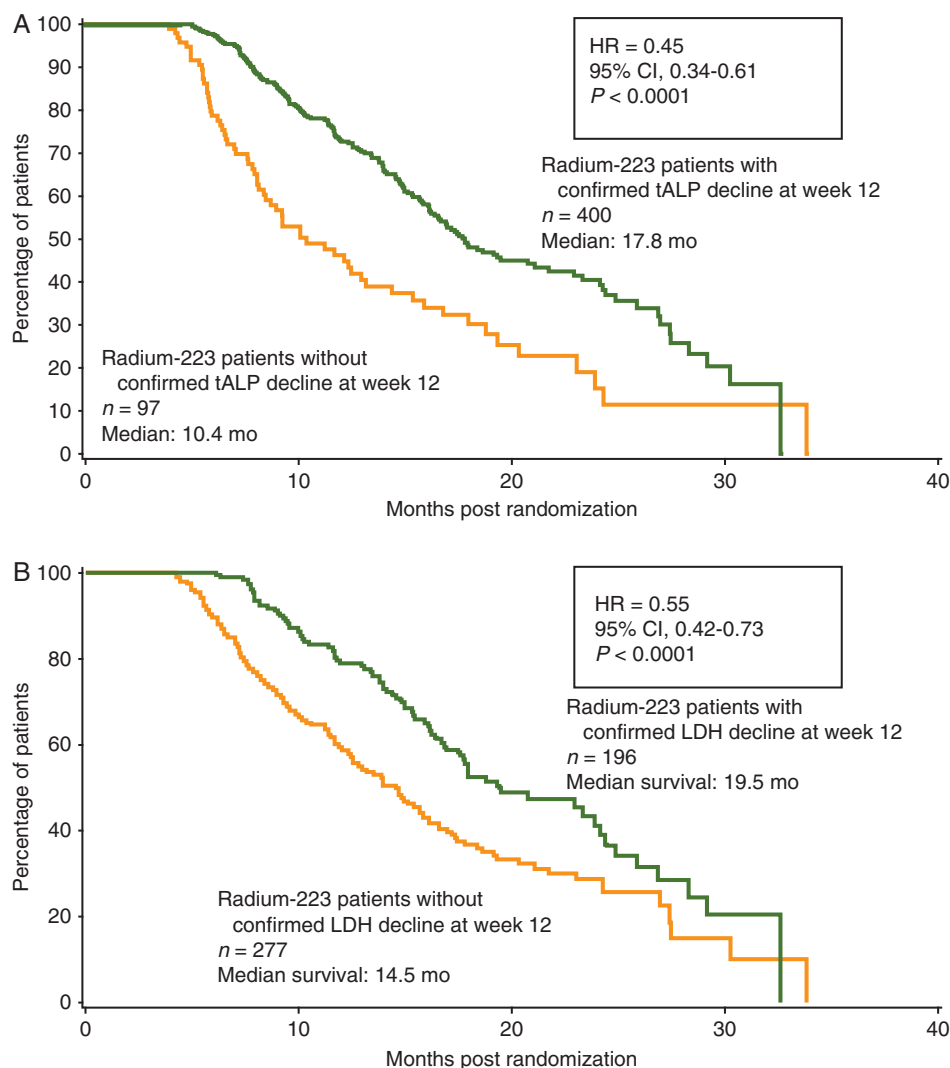 A
100
90
80
70
60
50
40
30
20
10
0
Percentage of patients
HR = 0.45
95% CI, 0.34-0.61
P < 0.0001
Radium-223 patients with
confirmed tALP decline at week 12
n = 400
Median: 17.8 mo
Radium-223 patients without
confirmed tALP decline at week 12
n = 97
Median: 10.4 mo
0 10 20 30 40
Months post randomization
B
100
80
60
40
20
0
Percentage of patients
HR = 0.55
95% CI, 0.42-0.73
P < 0.0001
Radium-223 patients with
confirmed LDH decline at week 12
n = 196
Median survival: 19.5 mo
Radium-223 patients without
confirmed LDH decline at week 12
n = 277
Median survival: 14.5 mo
0 10 20 30 40
Months post randomization